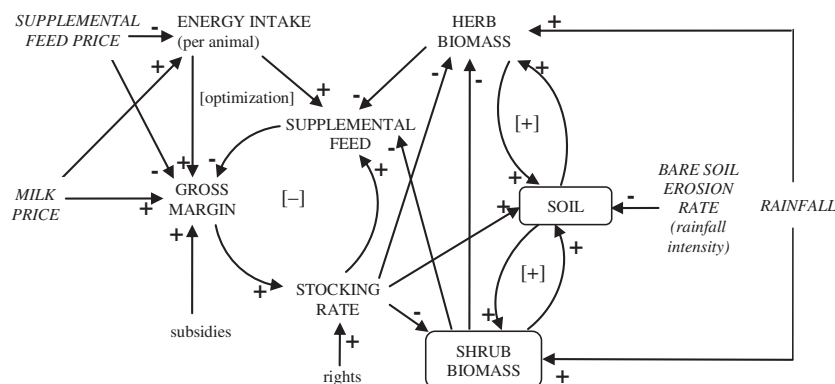 SUPPLEMENTAL
FEED PRICE
ENERGY INTAKE
(per animal)
HERB
BIOMASS
[optimization]
SUPPLEMENTAL
FEED
[+]
MILK
PRICE
GROSS
MARGIN
[–]
SOIL
BARE SOIL
EROSION
RATE
(rainfall
intensity)
RAINFALL
[+]
STOCKING
RATE
subsidies
rights
SHRUB
BIOMASS
-
+
-
+
+
-
+
-
+
-
-
+
-
-
+
+
-
+
+
+
+
-
+
+
+
-
+
+
+